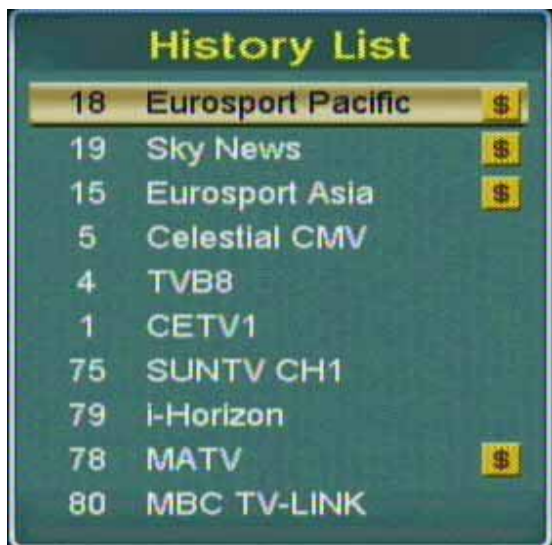 History List
18 Eurosport Pacific $
19 Sky News $
15 Eurosport Asia $
5 Celestial CMV
4 TVB8
1 CETV1
75 SUNTV CH1
79 i-Horizon
78 MATV $
80 MBC TV-LINK